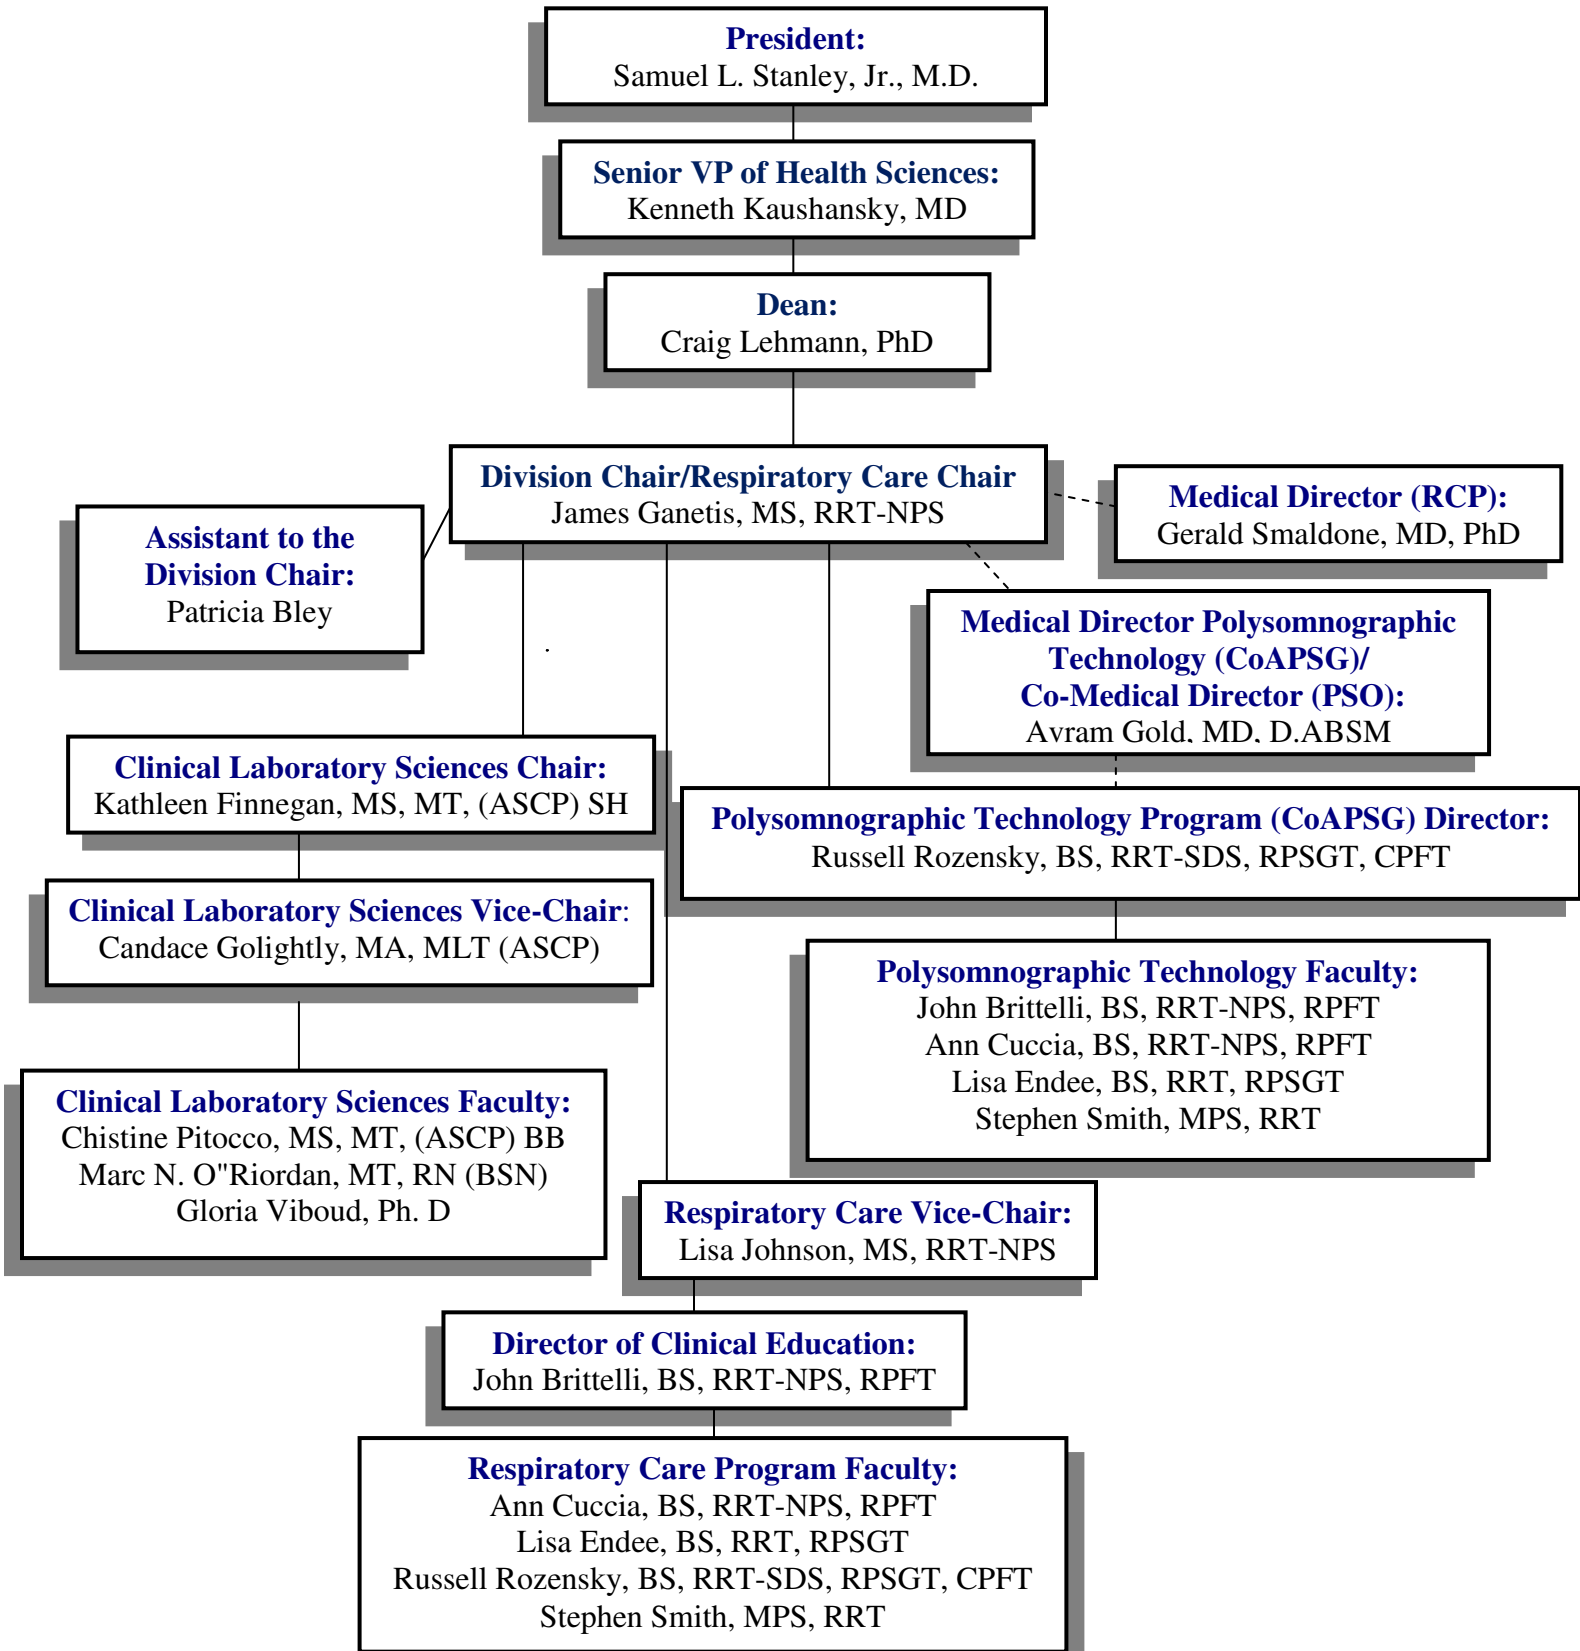 President:
Samuel L. Stanley, Jr., M.D.
Senior VP of Health Sciences:
Kenneth Kaushansky, MD
Dean:
Craig Lehmann, PhD
Division Chair/Respiratory Care Chair
James Ganetis, MS, RRT-NPS
Medical Director (RCP):
Gerald Smaldone, MD, PhD
Assistant to the
Division Chair:
Patricia Bley
Medical Director Polysomnographic
Technology (CoAPSG)/
Co-Medical Director (PSO):
Avram Gold, MD, D.ABSM
Clinical Laboratory Sciences Chair:
Kathleen Finnegan, MS, MT, (ASCP) SH
Polysomnographic Technology Program (CoAPSG) Director:
Russell Rozensky, BS, RRT-SDS, RPSGT, CPFT
Clinical Laboratory Sciences Vice-Chair:
Candace Golightly, MA, MLT (ASCP)
Polysomnographic Technology Faculty:
John Brittelli, BS, RRT-NPS, RPFT
Ann Cuccia, BS, RRT-NPS, RPFT
Lisa Endee, BS, RRT, RPSGT
Stephen Smith, MPS, RRT
Clinical Laboratory Sciences Faculty:
Chistine Pitocco, MS, MT, (ASCP) BB
Marc N. O"Riordan, MT, RN (BSN)
Gloria Viboud, Ph. D
Respiratory Care Vice-Chair:
Lisa Johnson, MS, RRT-NPS
Director of Clinical Education:
John Brittelli, BS, RRT-NPS, RPFT
Respiratory Care Program Faculty:
Ann Cuccia, BS, RRT-NPS, RPFT
Lisa Endee, BS, RRT, RPSGT
Russell Rozensky, BS, RRT-SDS, RPSGT, CPFT
Stephen Smith, MPS, RRT